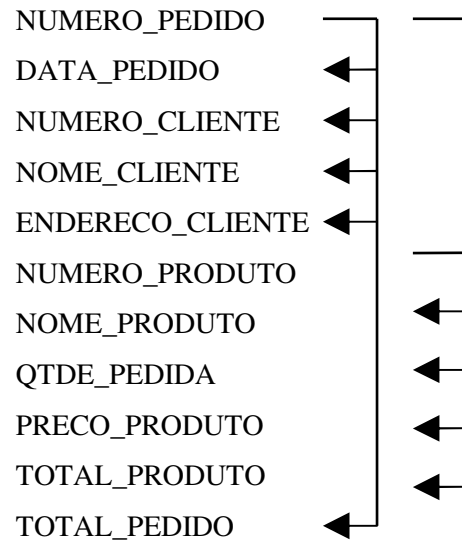 NUMERO_PEDIDO
DATA_PEDIDO
NUMERO_CLIENTE
NOME_CLIENTE
ENDERECO_CLIENTE
NUMERO_PRODUTO
NOME_PRODUTO
QTDE_PEDIDA
PRECO_PRODUTO
TOTAL_PRODUTO
TOTAL_PEDIDO